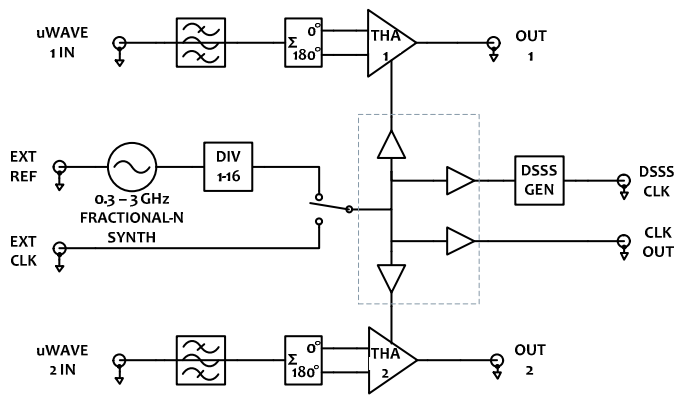 uWAVE
1 IN
Σ
0°
180°
THA
1
OUT
1
EXT
REF
0.3 – 3 GHz
FRACTIONAL-N
SYNTH
DIV
1-16
DSSS
GEN
DSSS
CLK
EXT
CLK
CLK
OUT
uWAVE
2 IN
Σ
0°
180°
THA
2
OUT
2